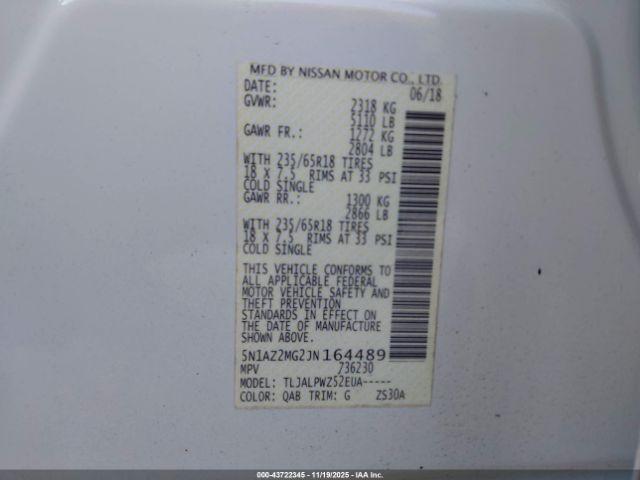 MFD BY NISSAN MOTOR CO., LTD.
DATE: 06/18
GVWR: 2318 KG
5110 LB
GAWR FR.: 1272 KG
2804 LB
WITH 235/65R18 TIRES
18 X 7.5 RIMS AT 33 PSI
COLD SINGLE
GAWR RR.: 1300 KG
2866 LB
WITH 235/65R18 TIRES
18 X 7.5 RIMS AT 33 PSI
COLD SINGLE
THIS VEHICLE CONFORMS TO
ALL APPLICABLE FEDERAL
MOTOR VEHICLE SAFETY AND
THEFT PREVENTION
STANDARDS IN EFFECT ON
THE DATE OF MANUFACTURE
SHOWN ABOVE.
5N1AZ2MG2JN164489
MPV 736230
MODEL: TLJALPWZ52EUA-----
COLOR: QAB TRIM: G ZS30A
000-43722345 - 11/19/2025 - IAA Inc.